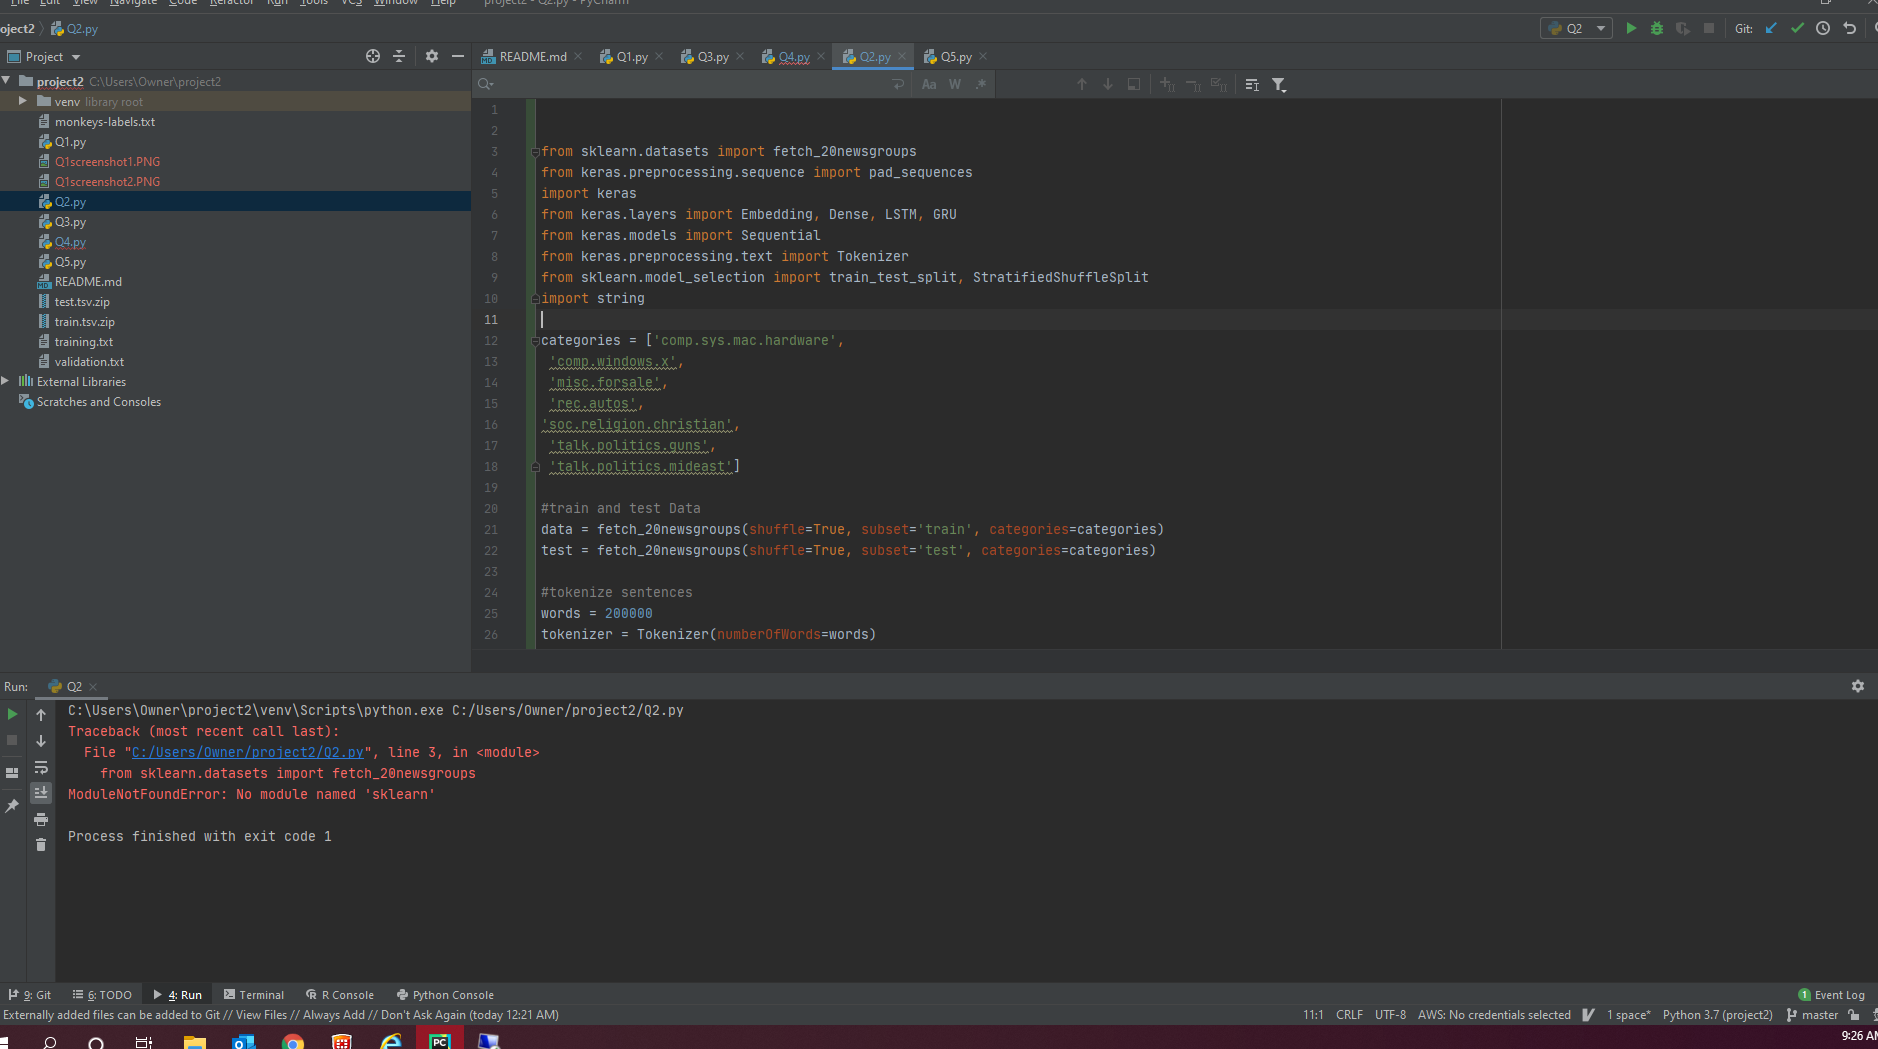 File Edit View Navigate Code Refactor Run Tools VCS Window Help project2 - Q2.py - PyCharm
oject2 Q2.py Q2 Git:
Project README.md Q1.py Q3.py Q4.py Q2.py Q5.py
Aa W .*
project2 C:\Users\Owner\project2
venv library root
monkeys-labels.txt
Q1.py
Q1screenshot1.PNG
Q1screenshot2.PNG
Q2.py
Q3.py
Q4.py
Q5.py
README.md
test.tsv.zip
train.tsv.zip
training.txt
validation.txt
External Libraries
Scratches and Consoles
1
2
3 from sklearn.datasets import fetch_20newsgroups
4 from keras.preprocessing.sequence import pad_sequences
5 import keras
6 from keras.layers import Embedding, Dense, LSTM, GRU
7 from keras.models import Sequential
8 from keras.preprocessing.text import Tokenizer
9 from sklearn.model_selection import train_test_split, StratifiedShuffleSplit
10 import string
11
12 categories = ['comp.sys.mac.hardware',
13 'comp.windows.x',
14 'misc.forsale',
15 'rec.autos',
16 'soc.religion.christian',
17 'talk.politics.guns',
18 'talk.politics.mideast']
19
20 #train and test Data
21 data = fetch_20newsgroups(shuffle=True, subset='train', categories=categories)
22 test = fetch_20newsgroups(shuffle=True, subset='test', categories=categories)
23
24 #tokenize sentences
25 words = 200000
26 tokenizer = Tokenizer(numberOfWords=words)
Run: Q2
C:\Users\Owner\project2\venv\Scripts\python.exe C:/Users/Owner/project2/Q2.py
Traceback (most recent call last):
File "C:/Users/Owner/project2/Q2.py", line 3, in <module>
from sklearn.datasets import fetch_20newsgroups
ModuleNotFoundError: No module named 'sklearn'
Process finished with exit code 1
9: Git 6: TODO 4: Run Terminal R Console Python Console 1 Event Log
Externally added files can be added to Git // View Files // Always Add // Don't Ask Again (today 12:21 AM) 11:1 CRLF UTF-8 AWS: No credentials selected 1 space* Python 3.7 (project2) master
PC 9:26 AM